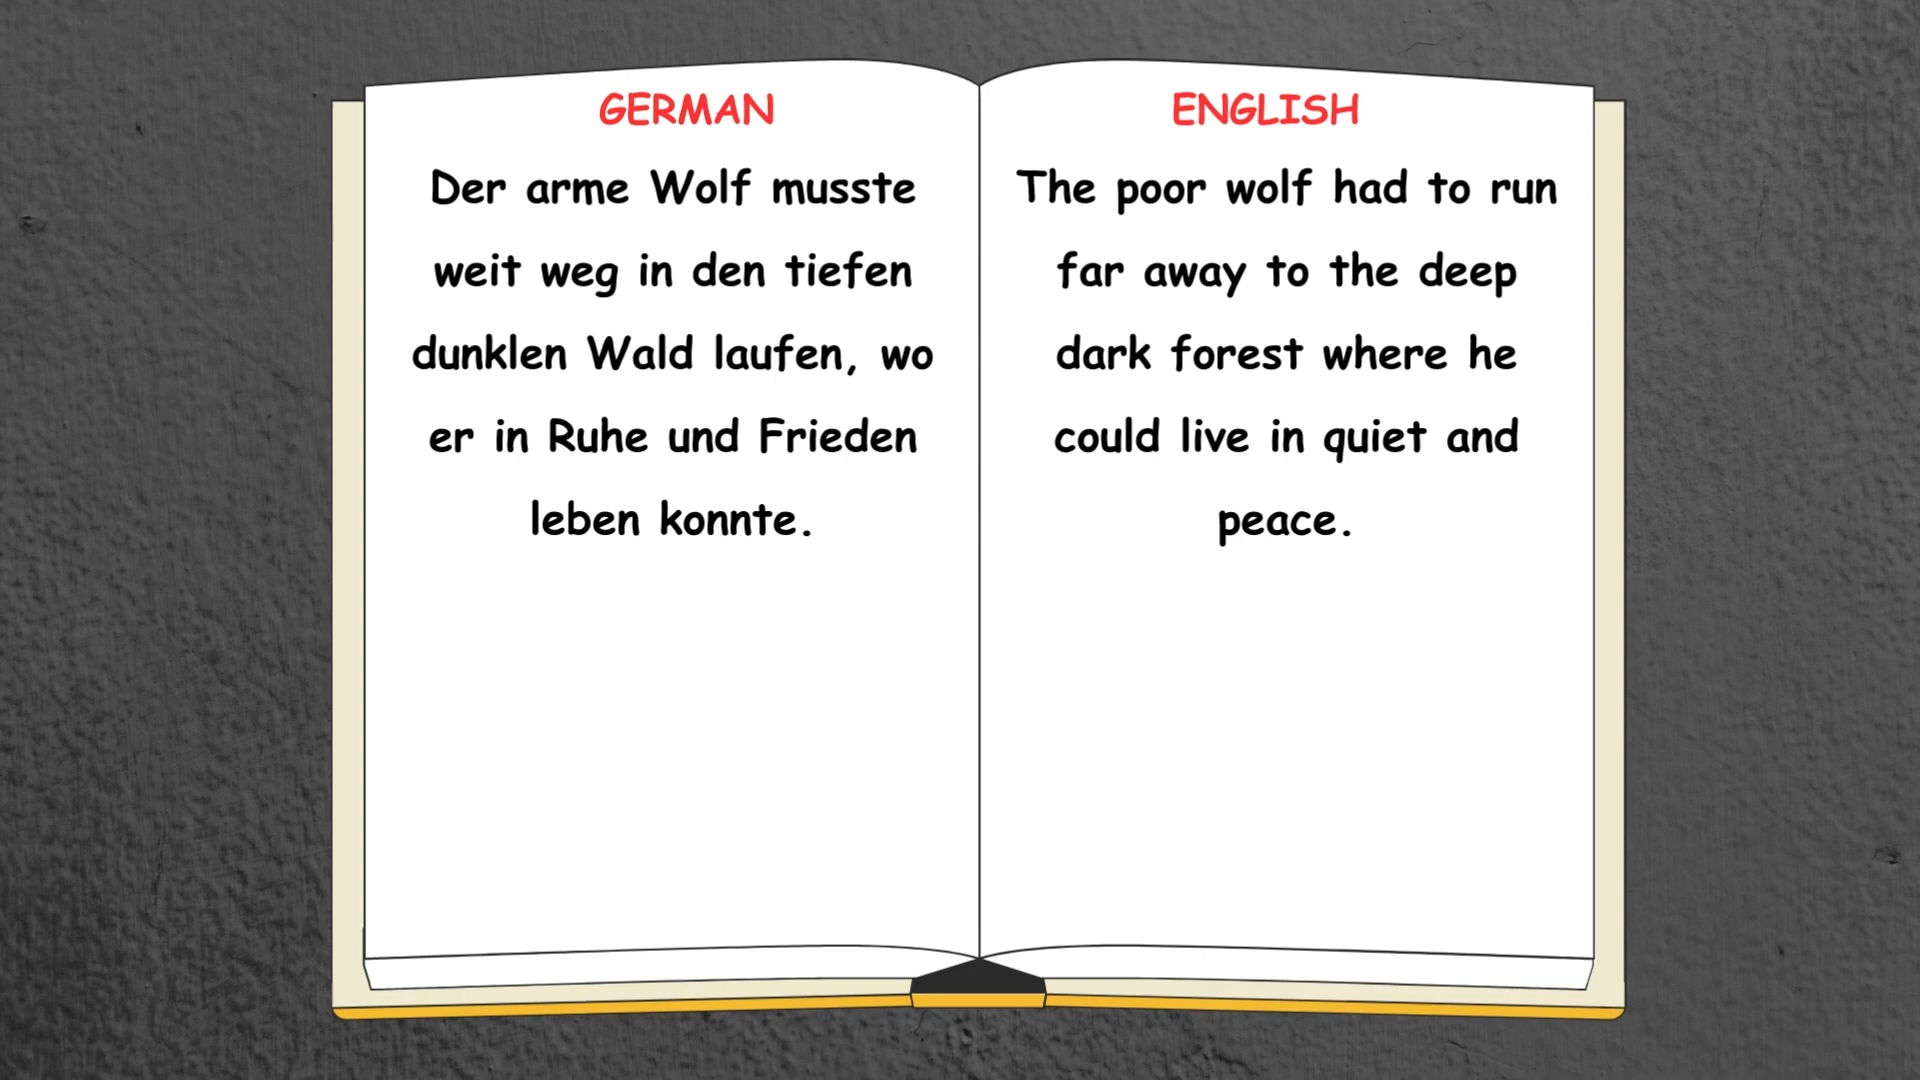 GERMAN
Der arme Wolf musste
weit weg in den tiefen
dunklen Wald laufen, wo
er in Ruhe und Frieden
leben konnte.
ENGLISH
The poor wolf had to run
far away to the deep
dark forest where he
could live in quiet and
peace.